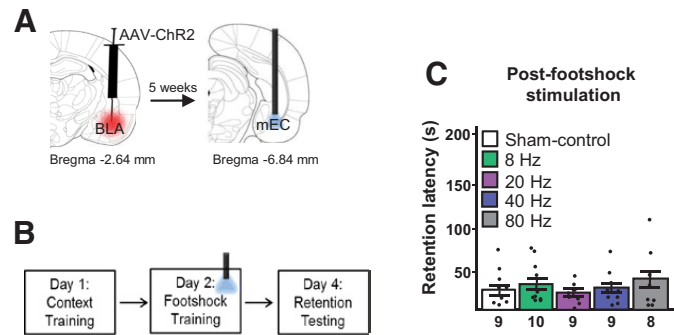 A
AAV-ChR2
5 weeks
BLA
mEC
Bregma -2.64 mm
Bregma -6.84 mm
B
Day 1:
Context
Training
Day 2:
Footshock
Training
Day 4:
Retention
Testing
C
Post-footshock
stimulation
Retention latency (s)
200
150
100
50
Sham-control
8 Hz
20 Hz
40 Hz
80 Hz
9 10 9 9 8